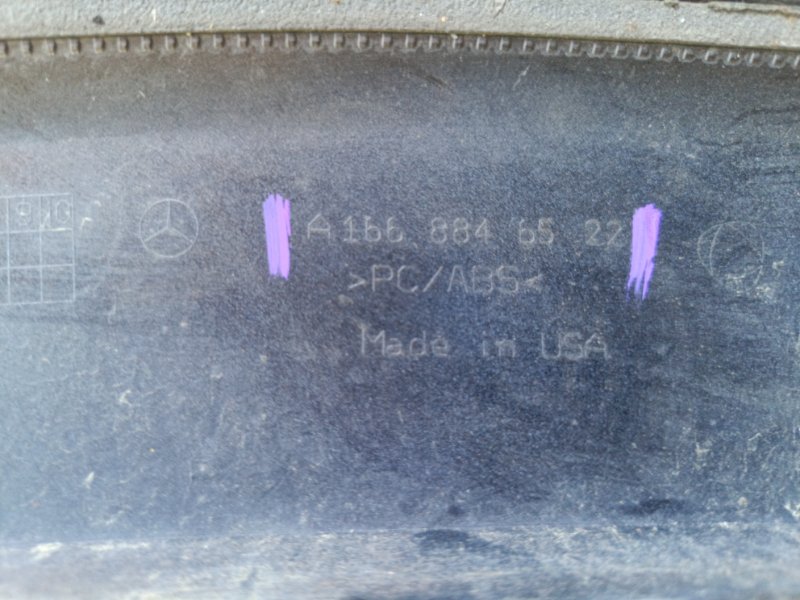 A 166 884 65 22
>PC/ABS<
Made in USA